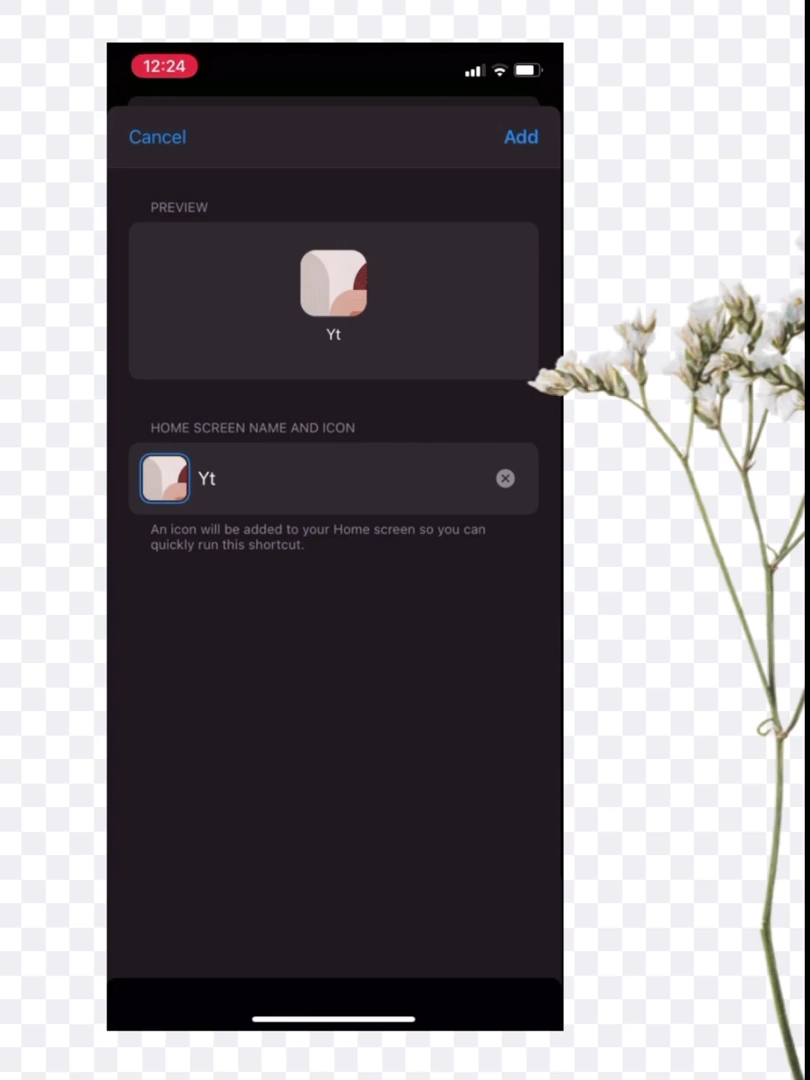 12:24
Cancel
Add
PREVIEW
Yt
HOME SCREEN NAME AND ICON
Yt
An icon will be added to your Home screen so you can
quickly run this shortcut.